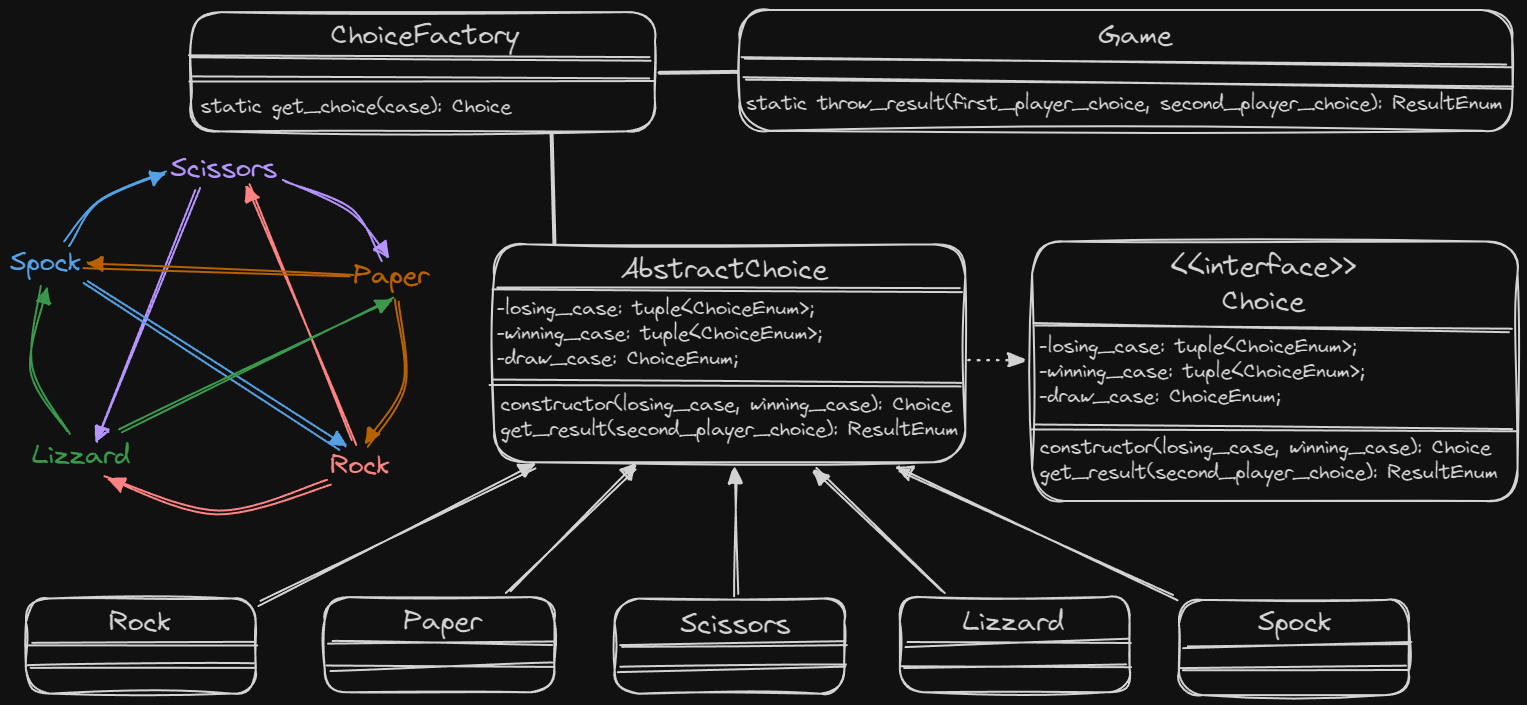 ChoiceFactory
static get_choice(case): Choice
Game
static throw_result(first_player_choice, second_player_choice): ResultEnum
Scissors
Spock
Paper
Lizzard
Rock
AbstractChoice
-losing_case: tuple<ChoiceEnum>;
-winning_case: tuple<ChoiceEnum>;
-draw_case: ChoiceEnum;
constructor(losing_case, winning_case): Choice
get_result(second_player_choice): ResultEnum
<<interface>>
Choice
-losing_case: tuple<ChoiceEnum>;
-winning_case: tuple<ChoiceEnum>;
-draw_case: ChoiceEnum;
constructor(losing_case, winning_case): Choice
get_result(second_player_choice): ResultEnum
Rock
Paper
Scissors
Lizzard
Spock